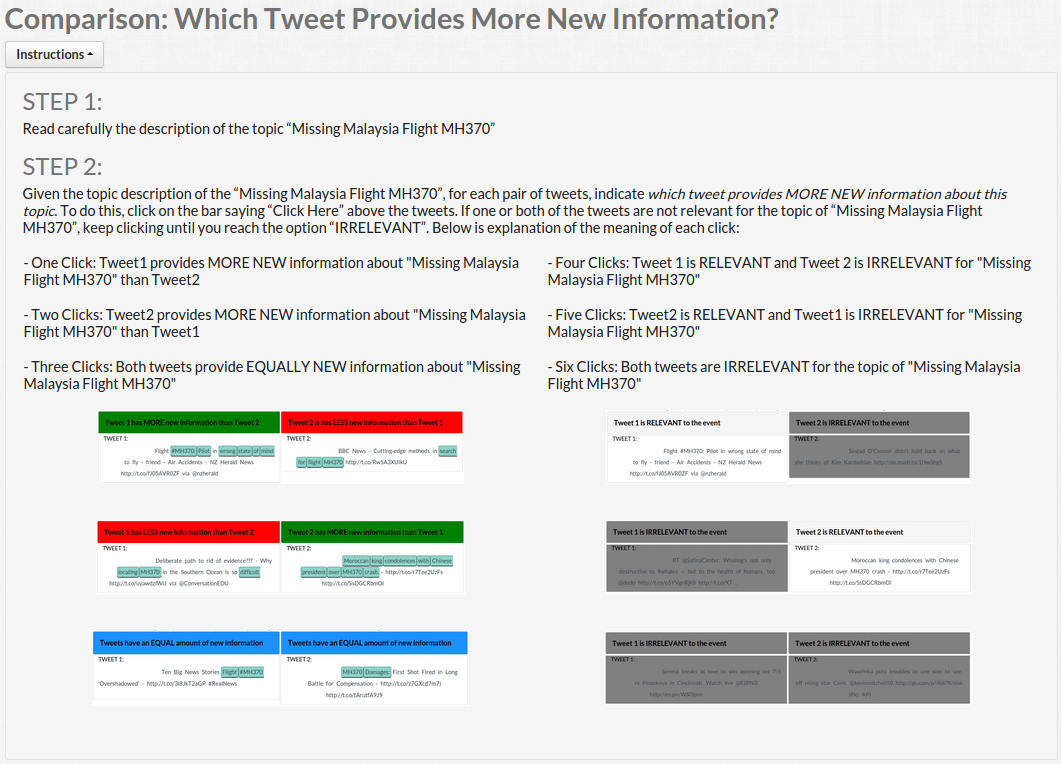 Comparison: Which Tweet Provides More New Information?
Instructions
STEP 1:
Read carefully the description of the topic “Missing Malaysia Flight MH370”
STEP 2:
Given the topic description of the “Missing Malaysia Flight MH370”, for each pair of tweets, indicate which tweet provides MORE NEW information about this
topic. To do this, click on the bar saying “Click Here” above the tweets. If one or both of the tweets are not relevant for the topic of “Missing Malaysia Flight
MH370”, keep clicking until you reach the option “IRRELEVANT”. Below is explanation of the meaning of each click:
- One Click: Tweet1 provides MORE NEW information about "Missing Malaysia
Flight MH370" than Tweet2
- Two Clicks: Tweet2 provides MORE NEW information about "Missing Malaysia
Flight MH370" than Tweet1
- Three Clicks: Both tweets provide EQUALLY NEW information about "Missing
Malaysia Flight MH370"
- Four Clicks: Tweet 1 is RELEVANT and Tweet 2 is IRRELEVANT for "Missing
Malaysia Flight MH370"
- Five Clicks: Tweet2 is RELEVANT and Tweet1 is IRRELEVANT for "Missing
Malaysia Flight MH370"
- Six Clicks: Both tweets are IRRELEVANT for the topic of "Missing Malaysia
Flight MH370"
Tweet 1 has MORE new information than Tweet 2
TWEET 1:
Flight #MH370: Pilot in wrong state of mind
to fly - friend - Air Accidents - NZ Herald News
http://t.co/fJ05AVR0ZF via @nzherald
Tweet 2 is has LESS new information than Tweet 1
TWEET 2:
BBC News - Cutting-edge methods in search
for flight MH370 http://t.co/RwSA3XUIkU
Tweet 1 has LESS new information than Tweet 2
TWEET 1:
Deliberate path to rid of evidence!!! - Why
locating MH370 in the Southern Ocean is so difficult
http://t.co/uyawdzlWiJ via @ConversationEDU
Tweet 2 has MORE new information than Tweet 1
TWEET 2:
Moroccan king condolences with Chinese
president over MH370 crash - http://t.co/r7Tee2UzFs
http://t.co/SsDGCRbmOl
Tweets have an EQUAL amount of new information
TWEET 1:
Ten Big News Stories Flight #MH370
'Overshadowed' - http://t.co/3I8JkT2aGP #RealNews
Tweets have an EQUAL amount of new information
TWEET 2:
MH370 Damages: First Shot Fired in Long
Battle for Compensation - http://t.co/z7GXcd7m7i
http://t.co/tArutfA9J9
Tweet 1 is RELEVANT to the event
TWEET 1:
Flight #MH370: Pilot in wrong state of mind
to fly - friend - Air Accidents - NZ Herald News
http://t.co/fJ05AVR0ZF via @nzherald
Tweet 2 is IRRELEVANT to the event
TWEET 2:
Sinead O'Connor didn't hold back on what
she thinks of Kim Kardashian
Tweet 1 is IRRELEVANT to the event
TWEET 1:
RT Whaling's not only
destructive to #whales - bad to the health of humans, too
Tweet 2 is RELEVANT to the event
TWEET 2:
Moroccan king condolences with Chinese
president over MH370 crash - http://t.co/r7Tee2UzFs
http://t.co/SsDGCRbmOl
Tweet 1 is IRRELEVANT to the event
TWEET 1:
Serena breaks at love to win opening set 7-5
vs Pironkova in Cincinnati. Watch live
Tweet 2 is IRRELEVANT to the event
TWEET 2:
Wawrinka puts troubles to one side to see
off rising star Coric.
(Pic: AP)